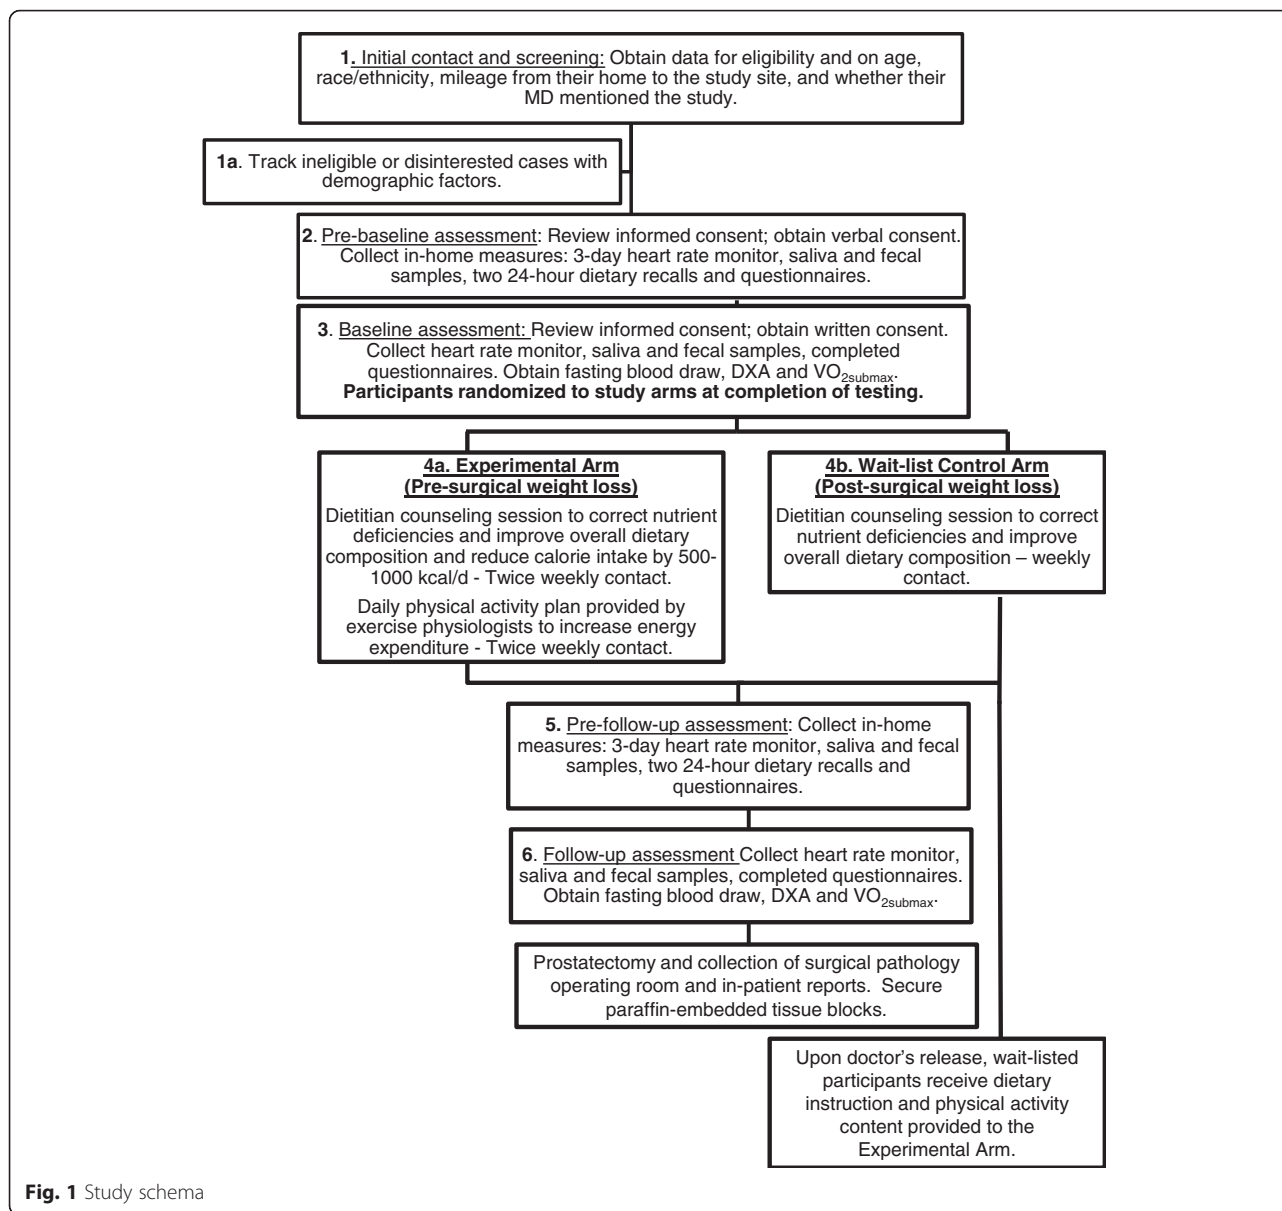 1. Initial contact and screening: Obtain data for eligibility and on age,
race/ethnicity, mileage from their home to the study site, and whether their
MD mentioned the study.
1a. Track ineligible or disinterested cases with
demographic factors.
2. Pre-baseline assessment: Review informed consent; obtain verbal consent.
Collect in-home measures: 3-day heart rate monitor, saliva and fecal
samples, two 24-hour dietary recalls and questionnaires.
3. Baseline assessment: Review informed consent; obtain written consent.
Collect heart rate monitor, saliva and fecal samples, completed
questionnaires. Obtain fasting blood draw, DXA and VO2submax.
Participants randomized to study arms at completion of testing.
4a. Experimental Arm
(Pre-surgical weight loss)
Dietitian counseling session to correct nutrient
deficiencies and improve overall dietary
composition and reduce calorie intake by 500-
1000 kcal/d - Twice weekly contact.
Daily physical activity plan provided by
exercise physiologists to increase energy
expenditure - Twice weekly contact.
4b. Wait-list Control Arm
(Post-surgical weight loss)
Dietitian counseling session to correct
nutrient deficiencies and improve
overall dietary composition – weekly
contact.
5. Pre-follow-up assessment: Collect in-home
measures: 3-day heart rate monitor, saliva and fecal
samples, two 24-hour dietary recalls and
questionnaires.
6. Follow-up assessment Collect heart rate monitor,
saliva and fecal samples, completed questionnaires.
Obtain fasting blood draw, DXA and VO2submax.
Prostatectomy and collection of surgical pathology
operating room and in-patient reports. Secure
paraffin-embedded tissue blocks.
Upon doctor's release, wait-listed
participants receive dietary
instruction and physical activity
content provided to the
Experimental Arm.
Fig. 1 Study schema